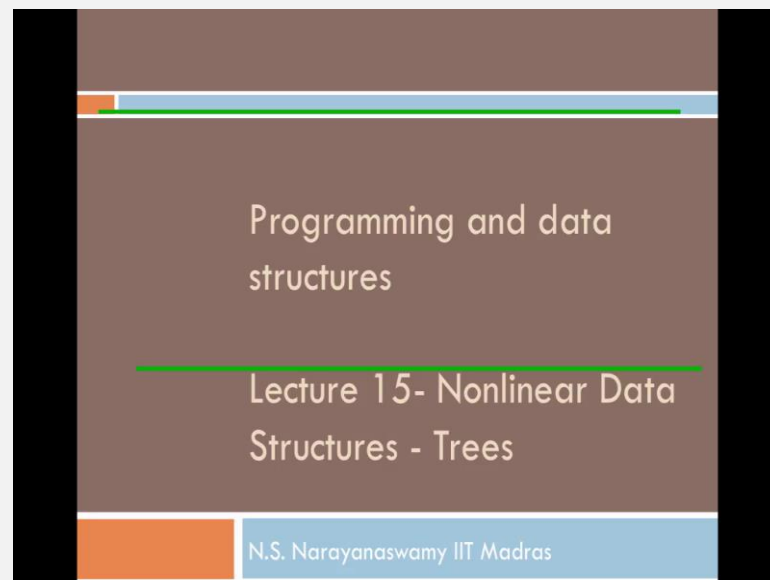 Programming and data
structures
Lecture 15- Nonlinear Data
Structures - Trees
N.S. Narayanaswamy IIT Madras